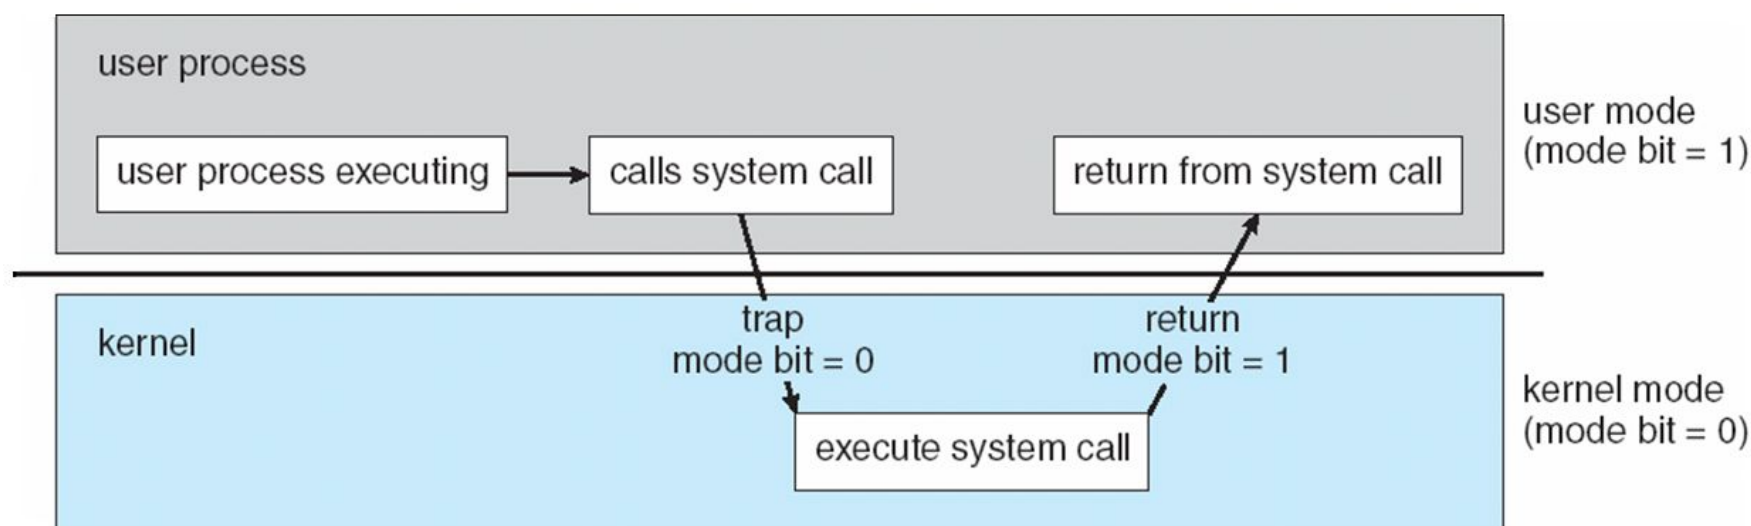 user process
user process executing
calls system call
return from system call
user mode
(mode bit = 1)
kernel
trap
mode bit = 0
return
mode bit = 1
execute system call
kernel mode
(mode bit = 0)